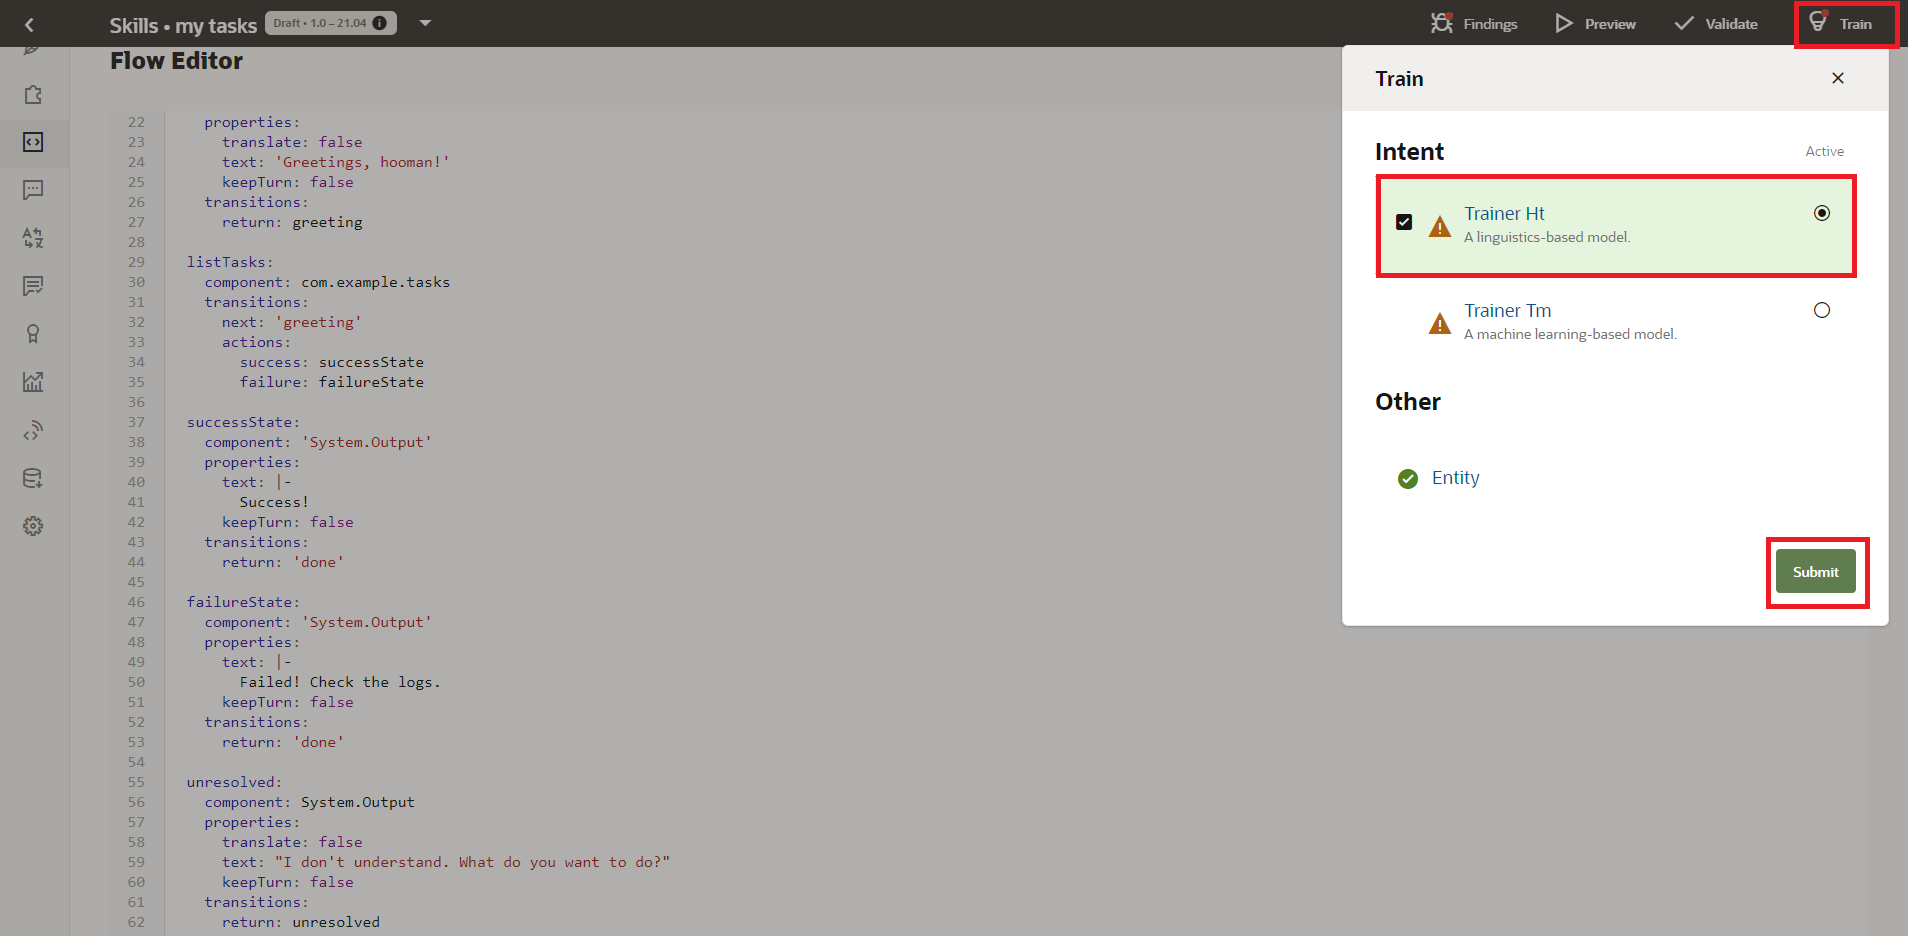 Skills • my tasks
Draft • 1.0 – 21.04
Findings
Preview
Validate
Train
Flow Editor
22 properties:
23 translate: false
24 text: 'Greetings, hooman!'
25 keepTurn: false
26 transitions:
27 return: greeting
28
29 listTasks:
30 component: com.example.tasks
31 transitions:
32 next: 'greeting'
33 actions:
34 success: successState
35 failure: failureState
36
37 successState:
38 component: 'System.Output'
39 properties:
40 text: |-
41 Success!
42 keepTurn: false
43 transitions:
44 return: 'done'
45
46 failureState:
47 component: 'System.Output'
48 properties:
49 text: |-
50 Failed! Check the logs.
51 keepTurn: false
52 transitions:
53 return: 'done'
54
55 unresolved:
56 component: System.Output
57 properties:
58 translate: false
59 text: "I don't understand. What do you want to do?"
60 keepTurn: false
61 transitions:
62 return: unresolved
Train
Intent
Active
Trainer Ht
A linguistics-based model.
Trainer Tm
A machine learning-based model.
Other
Entity
Submit